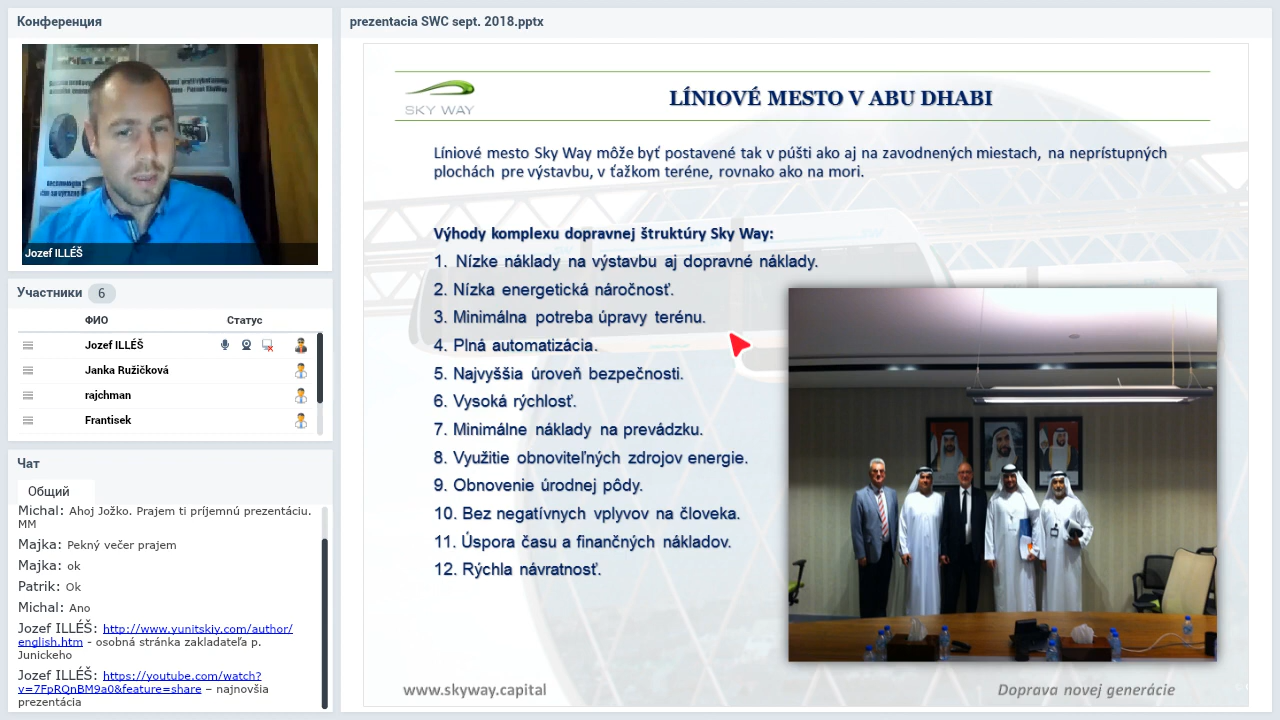 Конференция
Jozef ILLÉŠ
Участники 6
ФИО Статус
Jozef ILLÉŠ
Janka Ružičková
rajchman
Frantisek
Чат
Общий
Michal: Ahoj Jožko. Prajem ti príjemnú prezentáciu.
MM
Majka: Pekný večer prajem
Majka: ok
Patrik: Ok
Michal: Ano
Jozef ILLÉŠ: http://www.yunitskiy.com/author/
english.htm - osobná stránka zakladateľa p.
Junickeho
Jozef ILLÉŠ: https://youtube.com/watch?
v=7FpRQnBM9a0&feature=share – najnovšia
prezentácia
prezentacia SWC sept. 2018.pptx
SKY WAY
LÍNIOVÉ MESTO V ABU DHABI
Líniové mesto Sky Way môže byť postavené tak v púšti ako aj na zavodnených miestach, na neprístupných
plochách pre výstavbu, v ťažkom teréne, rovnako ako na mori.
Výhody komplexu dopravnej štruktúry Sky Way:
1. Nízke náklady na výstavbu aj dopravné náklady.
2. Nízka energetická náročnosť.
3. Minimálna potreba úpravy terénu.
4. Plná automatizácia.
5. Najvyššia úroveň bezpečnosti.
6. Vysoká rýchlosť.
7. Minimálne náklady na prevádzku.
8. Využitie obnoviteľných zdrojov energie.
9. Obnovenie úrodnej pôdy.
10. Bez negatívnych vplyvov na človeka.
11. Úspora času a finančných nákladov.
12. Rýchla návratnosť.
www.skyway.capital
Doprava novej generácie